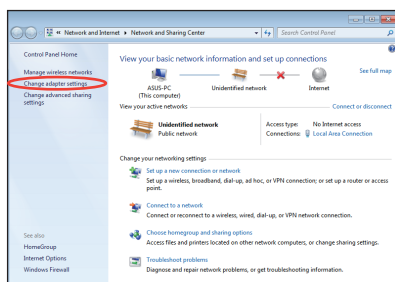 Network and Internet ▸ Network and Sharing Center
Search Control Panel
Control Panel Home
Manage wireless networks
Change adapter settings
Change advanced sharing
settings
See also
HomeGroup
Internet Options
Windows Firewall
View your basic network information and set up connections
See full map
ASUS-PC
(This computer)
Unidentified network
Internet
View your active networks
Connect or disconnect
Unidentified network
Public network
Access type: No Internet access
Connections: Local Area Connection
Change your networking settings
Set up a new connection or network
Set up a wireless, broadband, dial-up, ad hoc, or VPN connection; or set up a router or access
point.
Connect to a network
Connect or reconnect to a wireless, wired, dial-up, or VPN network connection.
Choose homegroup and sharing options
Access files and printers located on other network computers, or change sharing settings.
Troubleshoot problems
Diagnose and repair network problems, or get troubleshooting information.